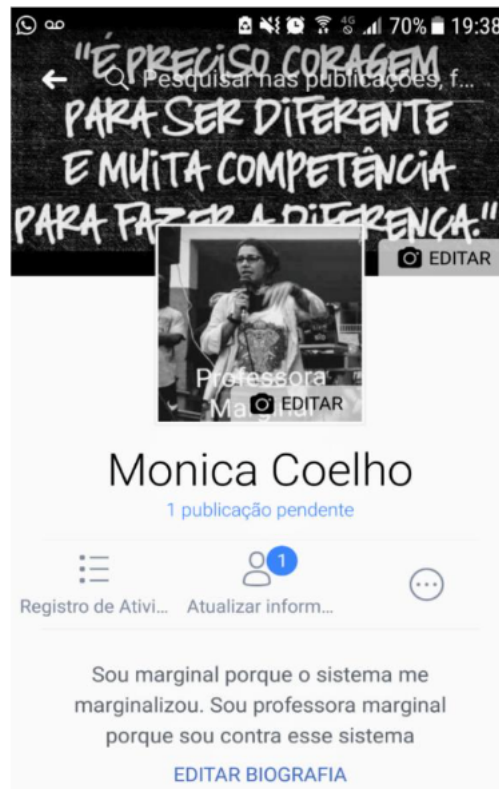 70% 19:38
"É PRECISO CORAGEM
Pesquisar nas publicações, f...
PARA SER DIFERENTE
E MUITA COMPETÊNCIA
PARA FAZER A DIFERENÇA."
EDITAR
Professora
Marginal
EDITAR
Monica Coelho
1 publicação pendente
1
Registro de Ativi...
Atualizar inform...
Sou marginal porque o sistema me
marginalizou. Sou professora marginal
porque sou contra esse sistema
EDITAR BIOGRAFIA